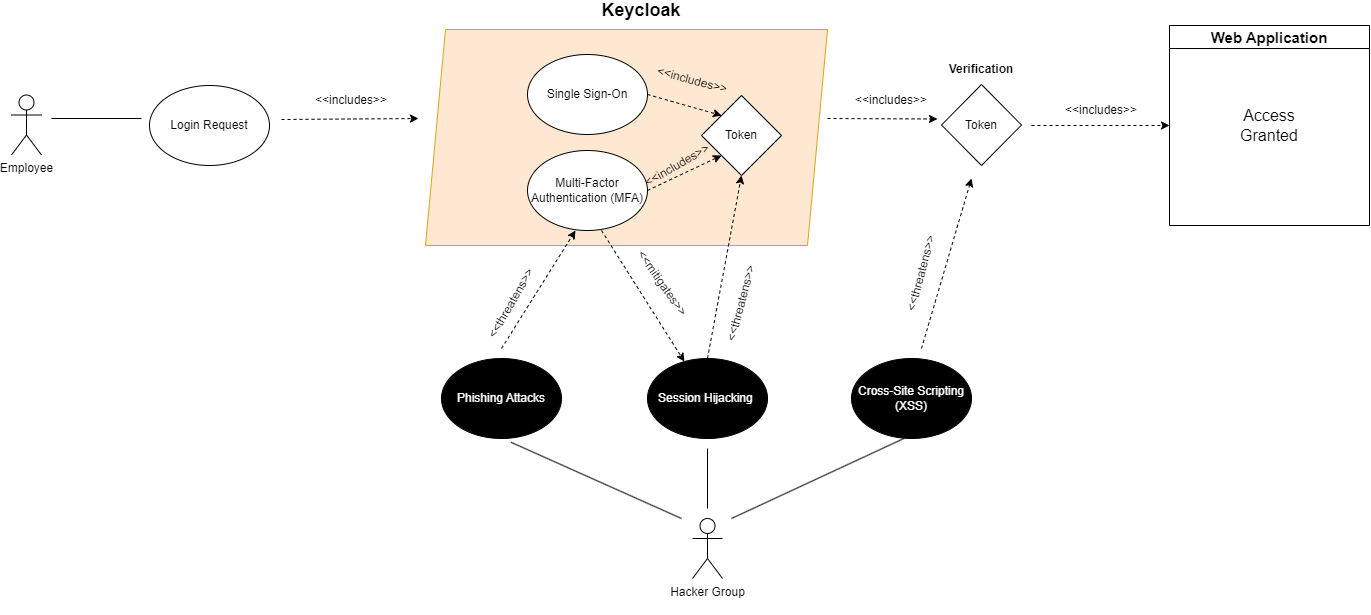 Keycloak
Web Application
Single Sign-On
<<includes>>
Verification
<<includes>>
<<includes>>
<<includes>>
Access
Granted
Login Request
Token
Token
Employee
Multi-Factor
Authentication (MFA)
<<includes>>
<<threatens>>
<<mitigates>>
<<threatens>>
<<threatens>>
Phishing Attacks
Session Hijacking
Cross-Site Scripting
(XSS)
Hacker Group